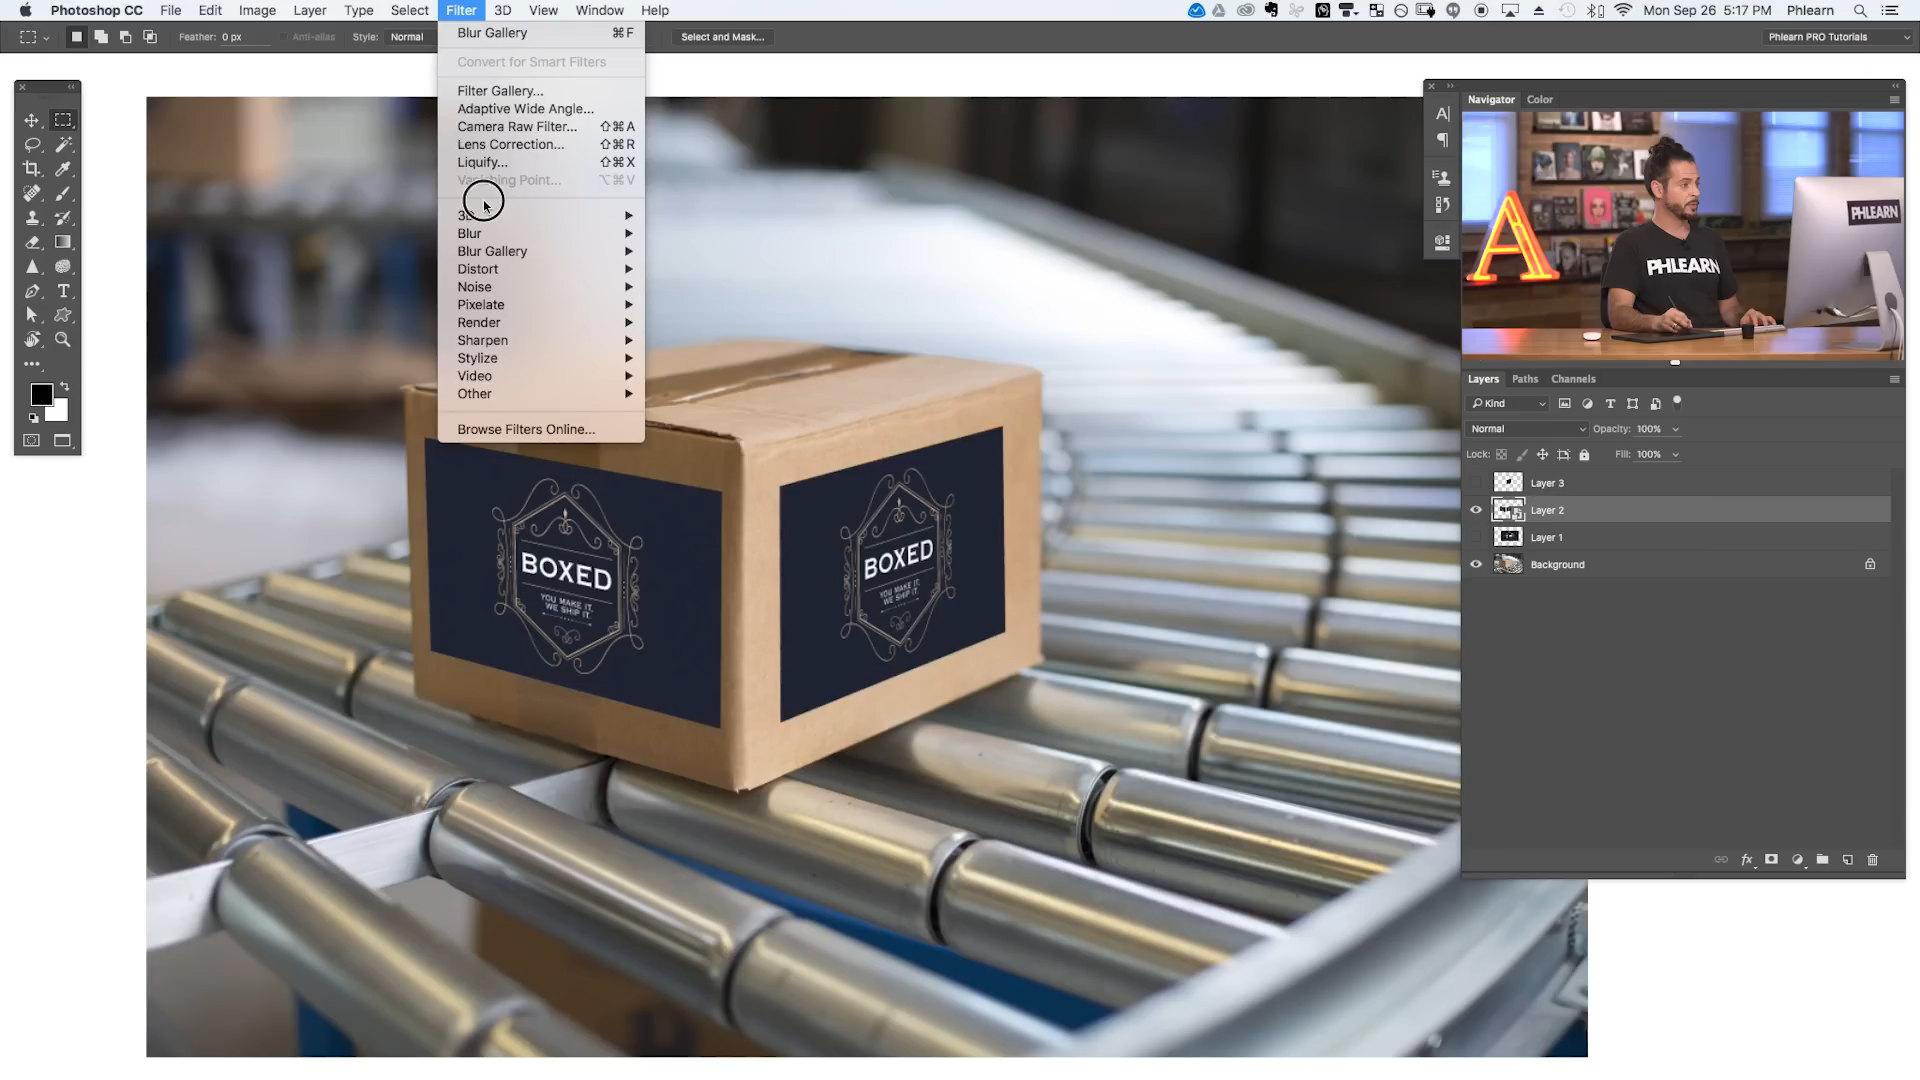 Photoshop CC File Edit Image Layer Type Select Filter 3D View Window Help Mon Sep 26 5:17 PM Phlearn
Feather: 0 px Anti-alias Style: Normal Select and Mask... Phlearn PRO Tutorials
Blur Gallery ⌘F
Convert for Smart Filters
Filter Gallery...
Adaptive Wide Angle...
Camera Raw Filter... ⇧⌘A
Lens Correction... ⇧⌘R
Liquify... ⇧⌘X
Vanishing Point... ⌥⌘V
3D
Blur
Blur Gallery
Distort
Noise
Pixelate
Render
Sharpen
Stylize
Video
Other
Browse Filters Online...
BOXED
YOU MAKE IT.
WE SHIP IT.
BOXED
YOU MAKE IT.
WE SHIP IT.
Navigator Color
A
PHLEARN
PHLEARN
Layers Paths Channels
Kind
Normal Opacity: 100%
Lock: Fill: 100%
Layer 3
Layer 2
Layer 1
Background